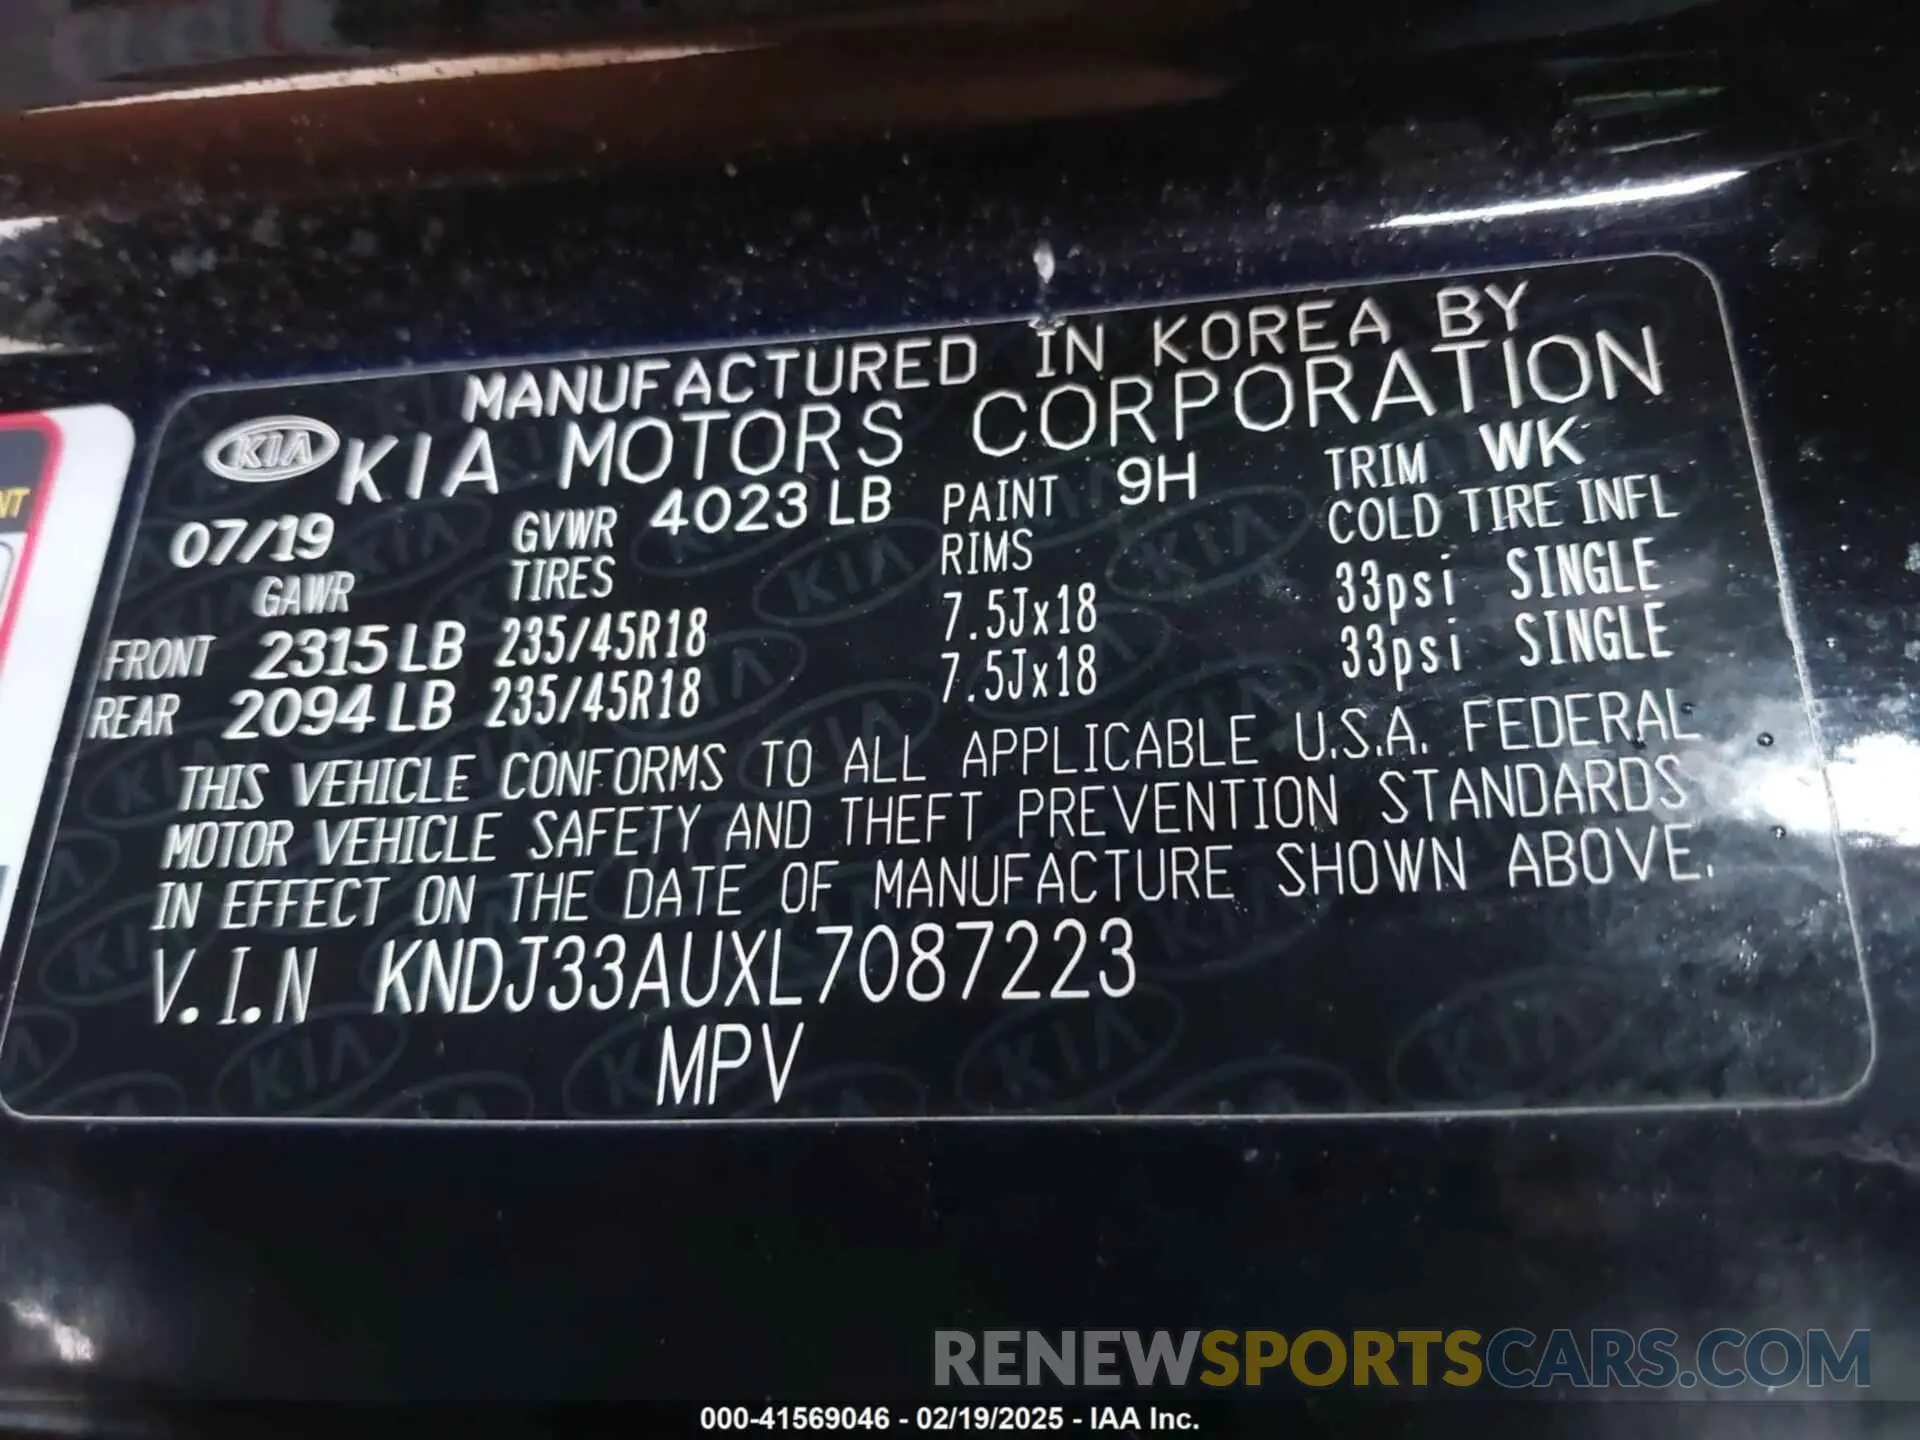 MANUFACTURED IN KOREA BY
KIA KIA MOTORS CORPORATION
07/19 GVWR 4023 LB PAINT 9H TRIM WK
GAWR TIRES RIMS COLD TIRE INFL
FRONT 2315 LB 235/45R18 7.5Jx18 33psi SINGLE
REAR 2094 LB 235/45R18 7.5Jx18 33psi SINGLE
THIS VEHICLE CONFORMS TO ALL APPLICABLE U.S.A. FEDERAL
MOTOR VEHICLE SAFETY AND THEFT PREVENTION STANDARDS
IN EFFECT ON THE DATE OF MANUFACTURE SHOWN ABOVE.
V.I.N KNDJ33AUXL7087223
MPV
RENEWSPORTSCARS.COM
000-41569046 - 02/19/2025 - IAA Inc.